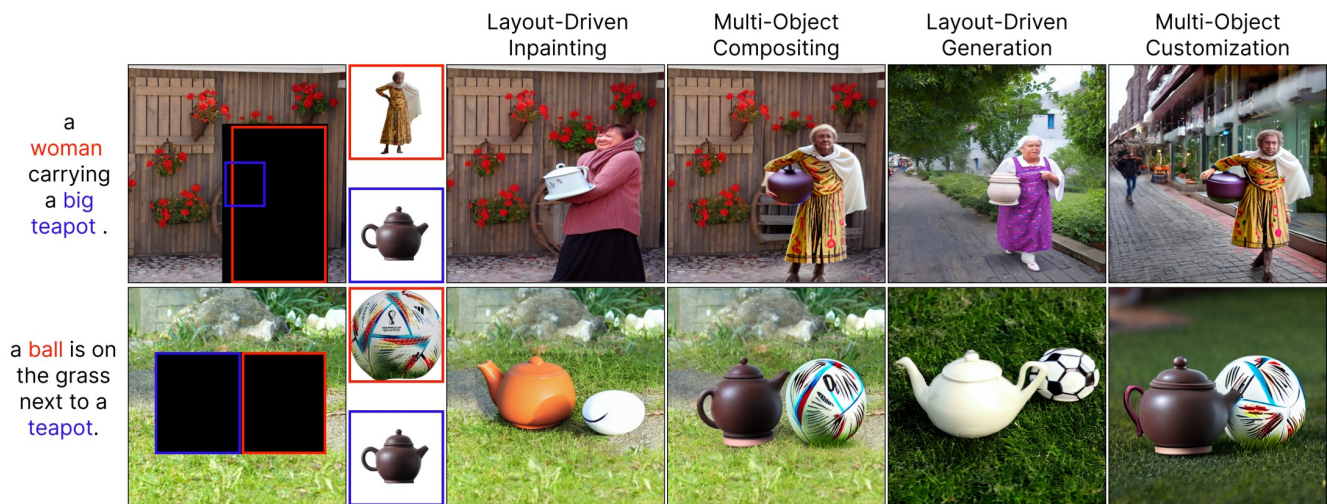 Layout-Driven
Inpainting
Multi-Object
Compositing
Layout-Driven
Generation
Multi-Object
Customization
a
woman
carrying
a big
teapot .
a ball is on
the grass
next to a
teapot.